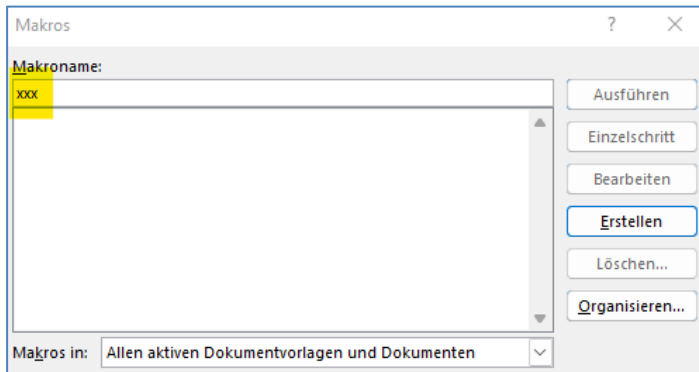 Makros ?
Makroname:
xxx
Ausführen
Einzelschritt
Bearbeiten
Erstellen
Löschen...
Organisieren...
Makros in: Allen aktiven Dokumentvorlagen und Dokumenten